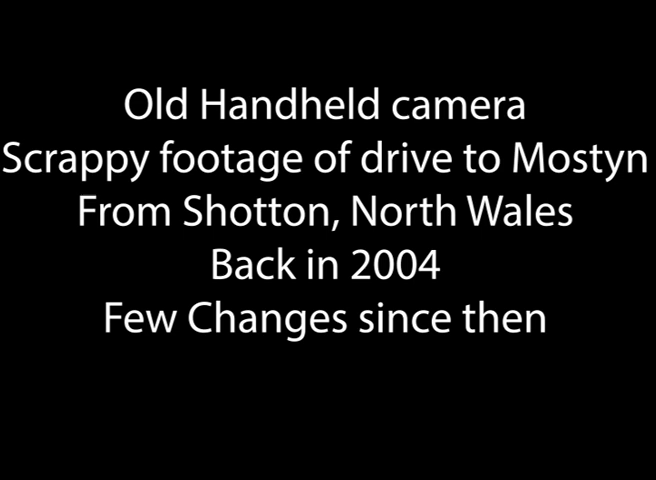 Old Handheld camera
Scrappy footage of drive to Mostyn
From Shotton, North Wales
Back in 2004
Few Changes since then